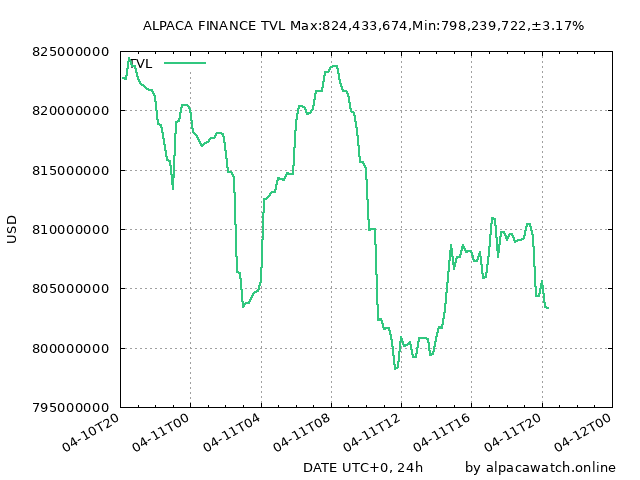 ALPACA FINANCE TVL Max:824,433,674,Min:798,239,722,±3.17%
825000000
TVL
820000000
815000000
810000000
USD
805000000
800000000
795000000
04-10T20 04-11T00 04-11T04 04-11T08 04-11T12 04-11T16 04-11T20 04-12T00
DATE UTC+0, 24h by alpacawatch.online